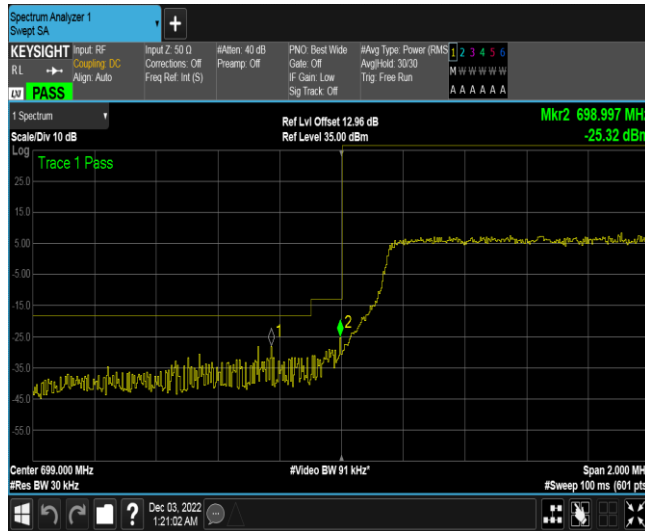 Spectrum Analyzer 1
Swept SA
+
KEYSIGHT Input: RF Input Z: 50 Ω #Atten: 40 dB PNO: Best Wide #Avg Type: Power (RMS 1 2 3 4 5 6
RL Coupling: DC Corrections: Off Preamp: Off Gate: Off Avg|Hold: 30/30 M W W W W W
Align: Auto Freq Ref: Int (S) IF Gain: Low Trig: Free Run
LXI PASS Sig Track: Off A A A A A A
1 Spectrum Ref Lvl Offset 12.96 dB Mkr2 698.997 MHz
Scale/Div 10 dB Ref Level 35.00 dBm -25.32 dBm
Log
Trace 1 Pass
25.0
15.0
5.00
-5.00
-15.0
1
2
-25.0
-35.0
-45.0
-55.0
Center 699.000 MHz #Video BW 91 kHz* Span 2.000 MH
#Res BW 30 kHz #Sweep 100 ms (601 pts
? Dec 03, 2022
1:21:02 AM